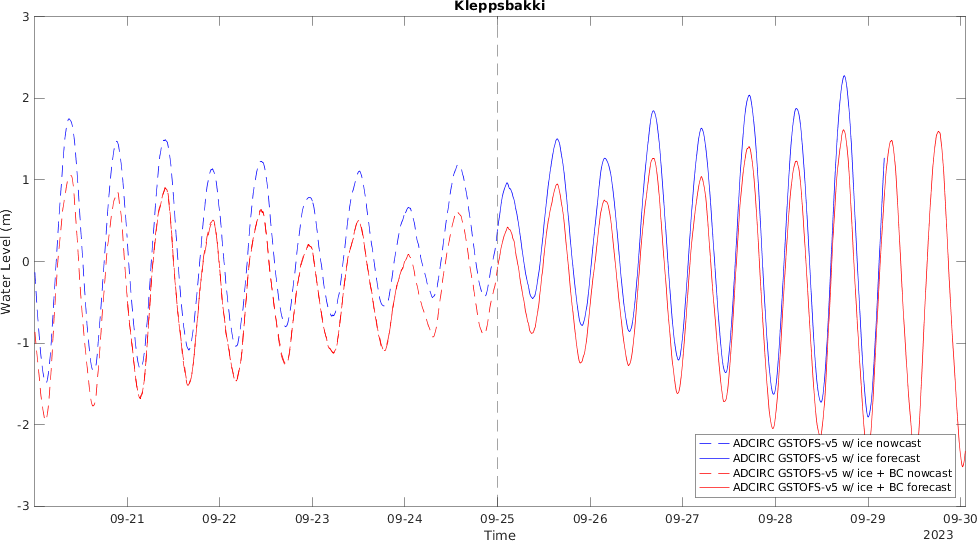 Kleppsbakki
3
2
1
0
-1
-2
-3
Water Level (m)
ADCIRC GSTOFS-v5 w/ ice nowcast
ADCIRC GSTOFS-v5 w/ ice forecast
ADCIRC GSTOFS-v5 w/ ice + BC nowcast
ADCIRC GSTOFS-v5 w/ ice + BC forecast
09-21 09-22 09-23 09-24 09-25 09-26 09-27 09-28 09-29 09-30
Time
2023